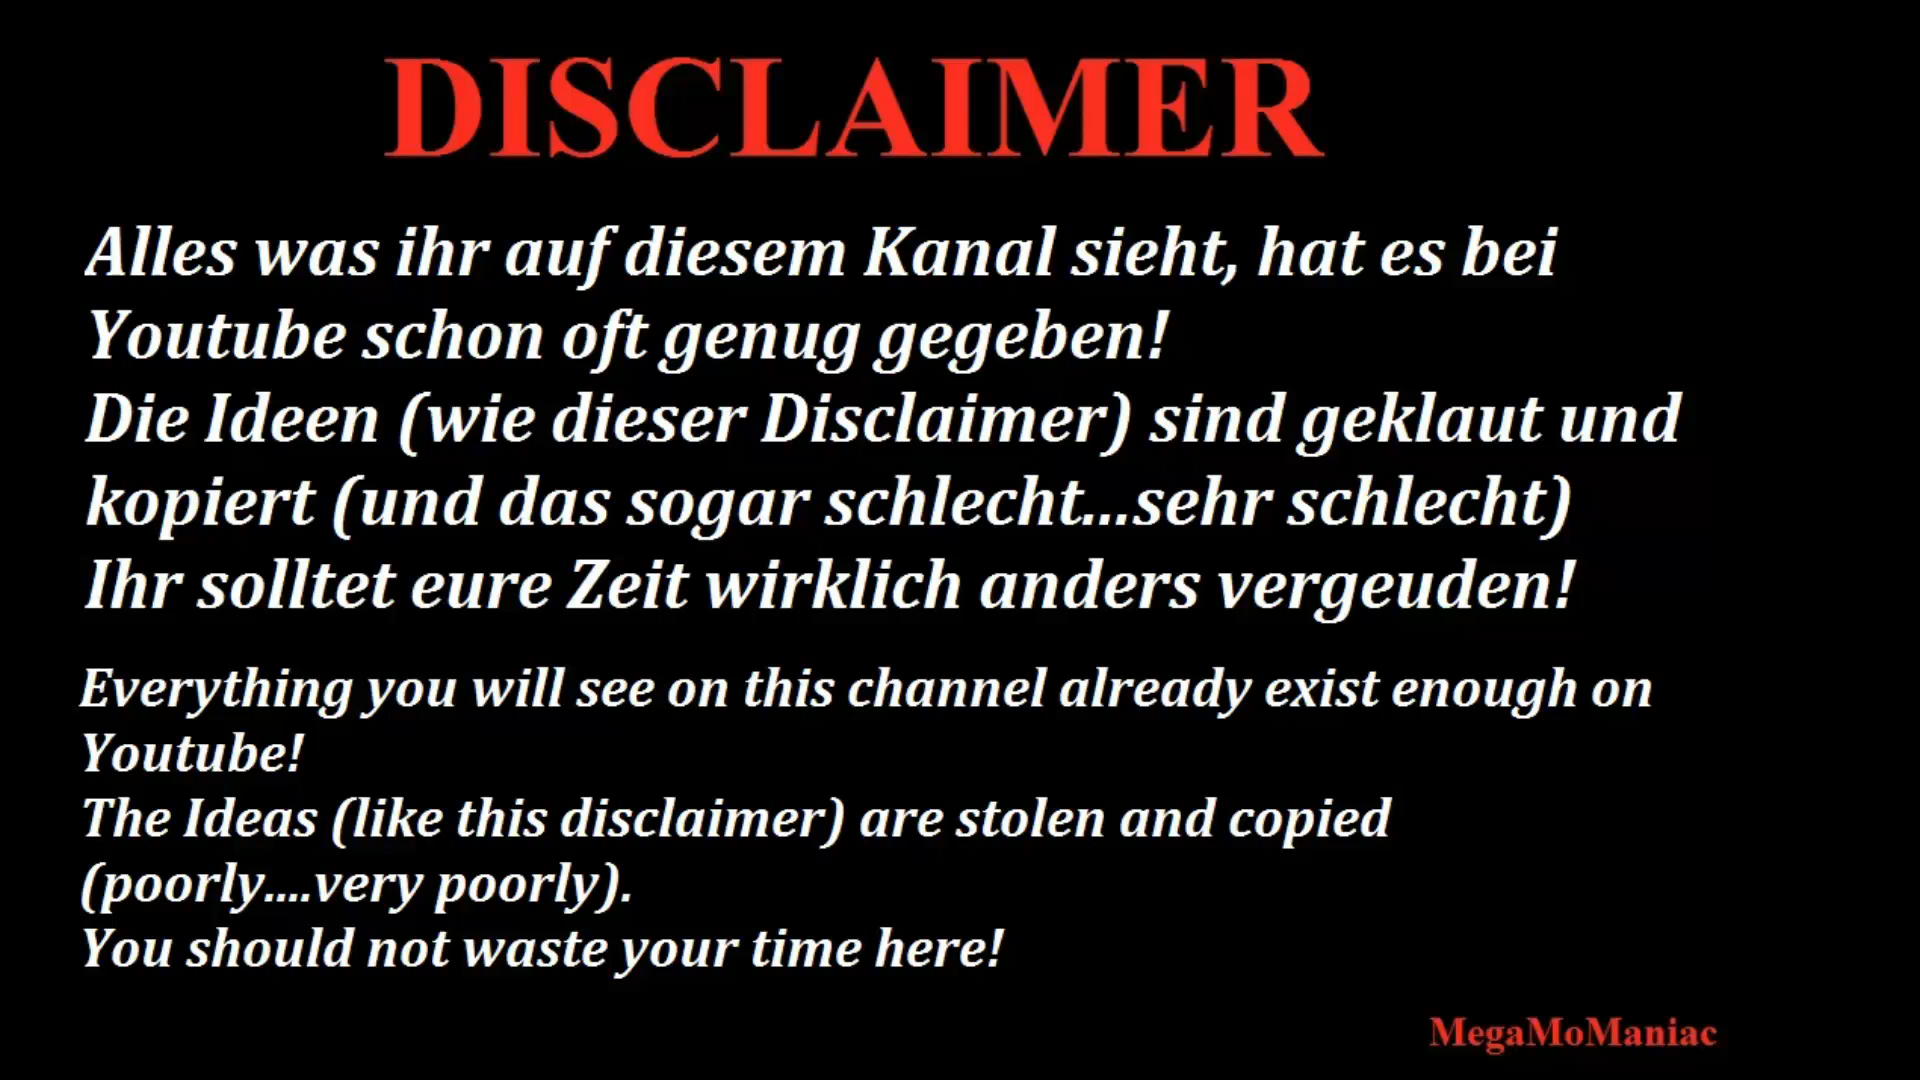 DISCLAIMER
Alles was ihr auf diesem Kanal sieht, hat es bei
Youtube schon oft genug gegeben!
Die Ideen (wie dieser Disclaimer) sind geklaut und
kopiert (und das sogar schlecht...sehr schlecht)
Ihr solltet eure Zeit wirklich anders vergeuden!
Everything you will see on this channel already exist enough on
Youtube!
The Ideas (like this disclaimer) are stolen and copied
(poorly....very poorly).
You should not waste your time here!
MegaMoManiac